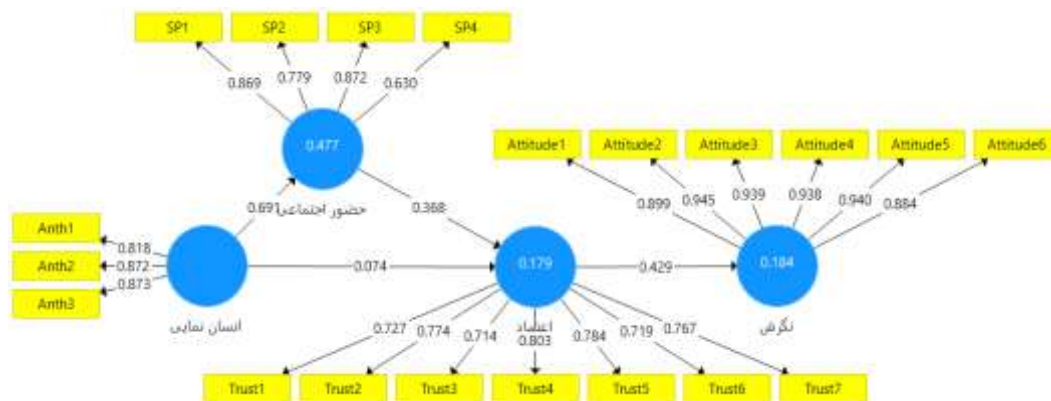 SP1 SP2 SP3 SP4
0.869 0.779 0.872 0.630
0.477
Attitude1 Attitude2 Attitude3 Attitude4 Attitude5 Attitude6
0.899 0.945 0.939 0.938 0.940 0.884
0.691
حضور اجتماعی
0.368
Anth1
0.818
Anth2
0.872
Anth3
0.873
0.074
0.179
0.429
0.184
انسان نمایی
اعتماد
نگرش
0.727 0.774 0.714 0.803 0.784 0.719 0.767
Trust1 Trust2 Trust3 Trust4 Trust5 Trust6 Trust7